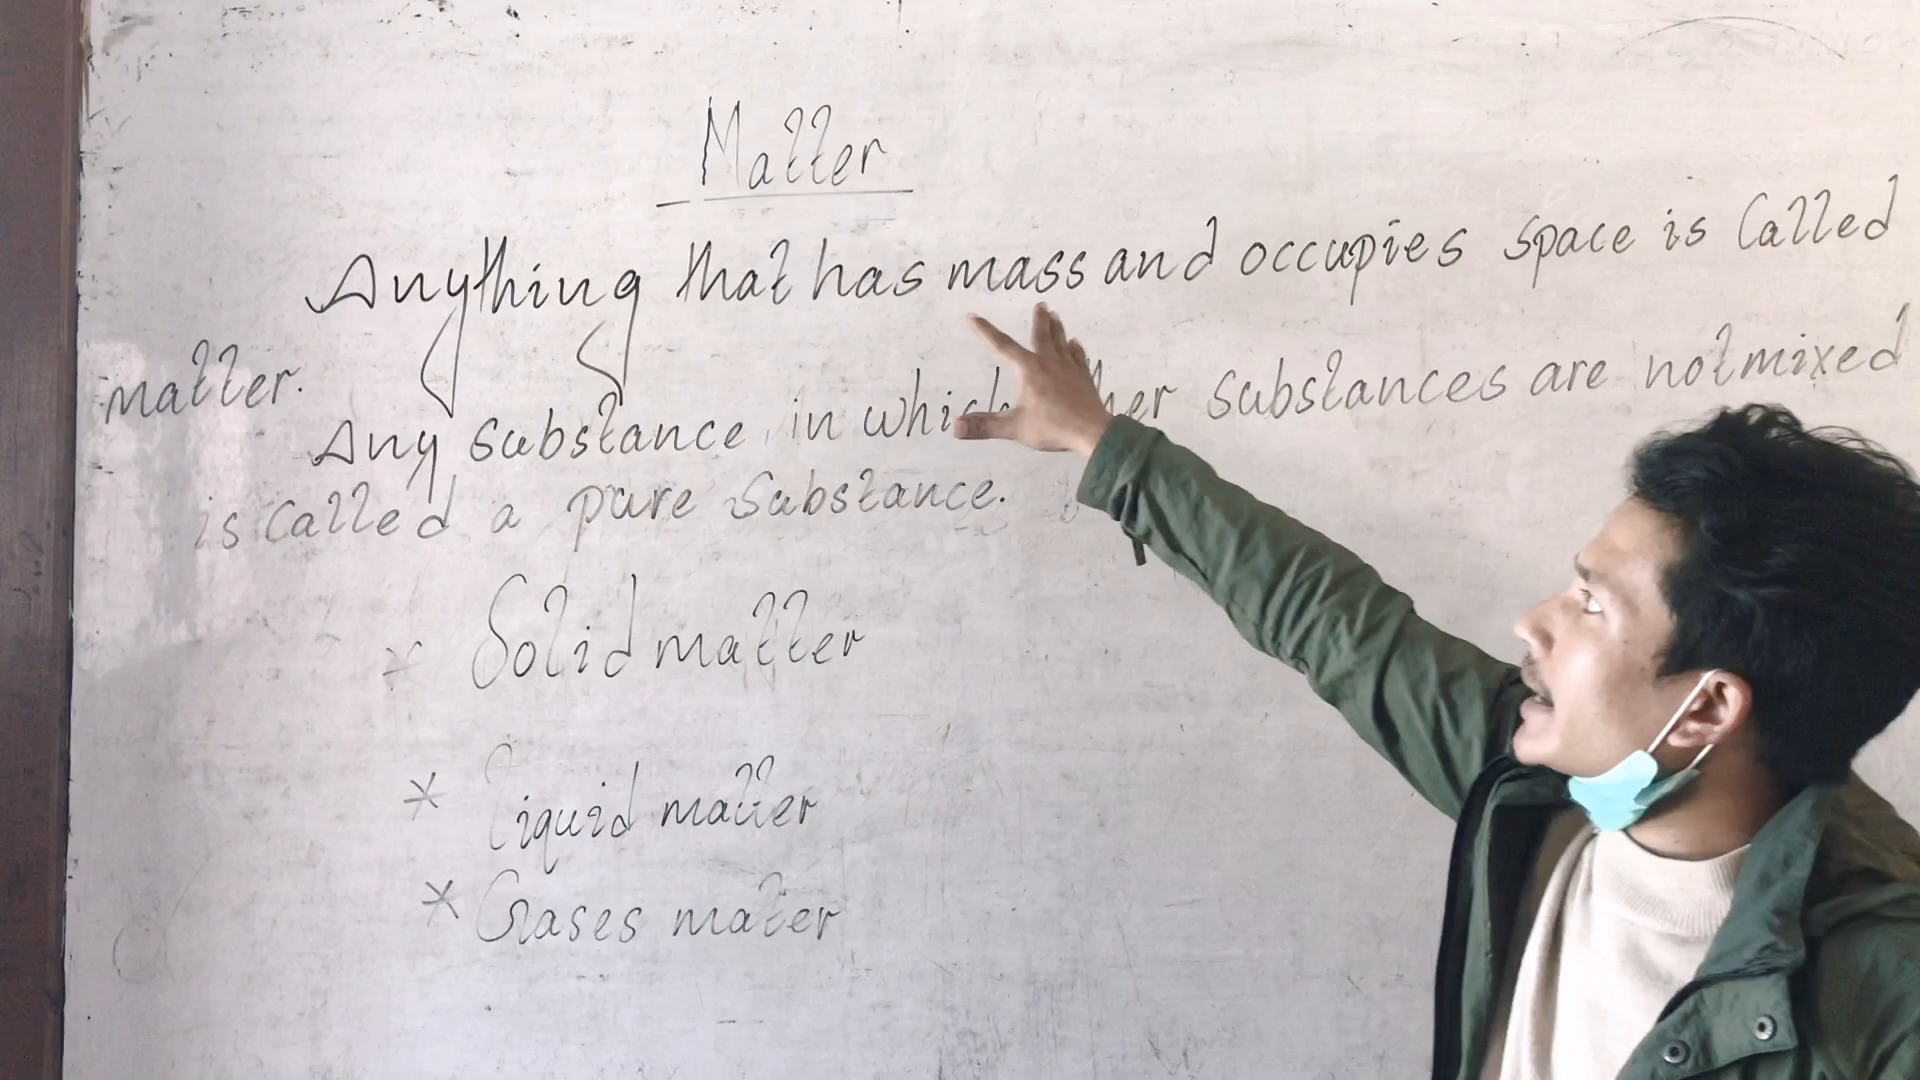 Matter
Anything that has mass and occupies space is Called
matter.
Any substance in which substances are not mixed
is called a pure substance.
* Solid matter
* Liquid matter
* Gases mater